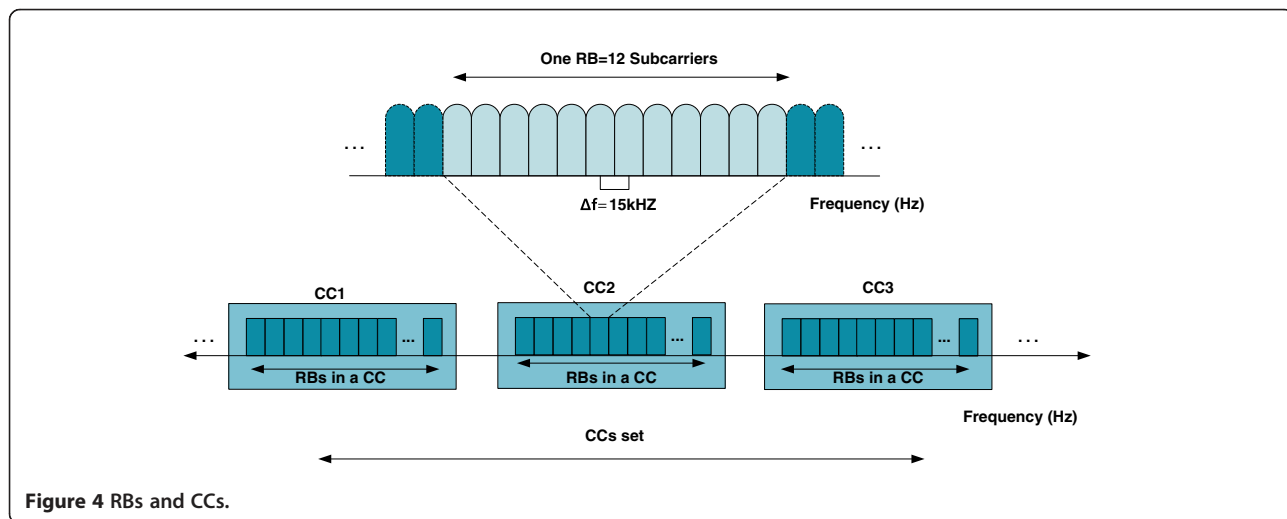 One RB=12 Subcarriers
... ...
Δf=15kHZ
Frequency (Hz)
CC1 CC2 CC3
... ... ... ... ...
RBs in a CC RBs in a CC RBs in a CC
Frequency (Hz)
CCs set
Figure 4 RBs and CCs.